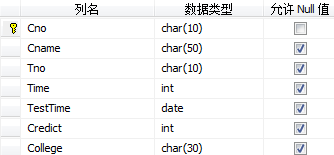 列名 数据类型 允许 Null 值
Cno char(10)
Cname char(50)
Tno char(10)
Time int
TestTime date
Credict int
College char(30)